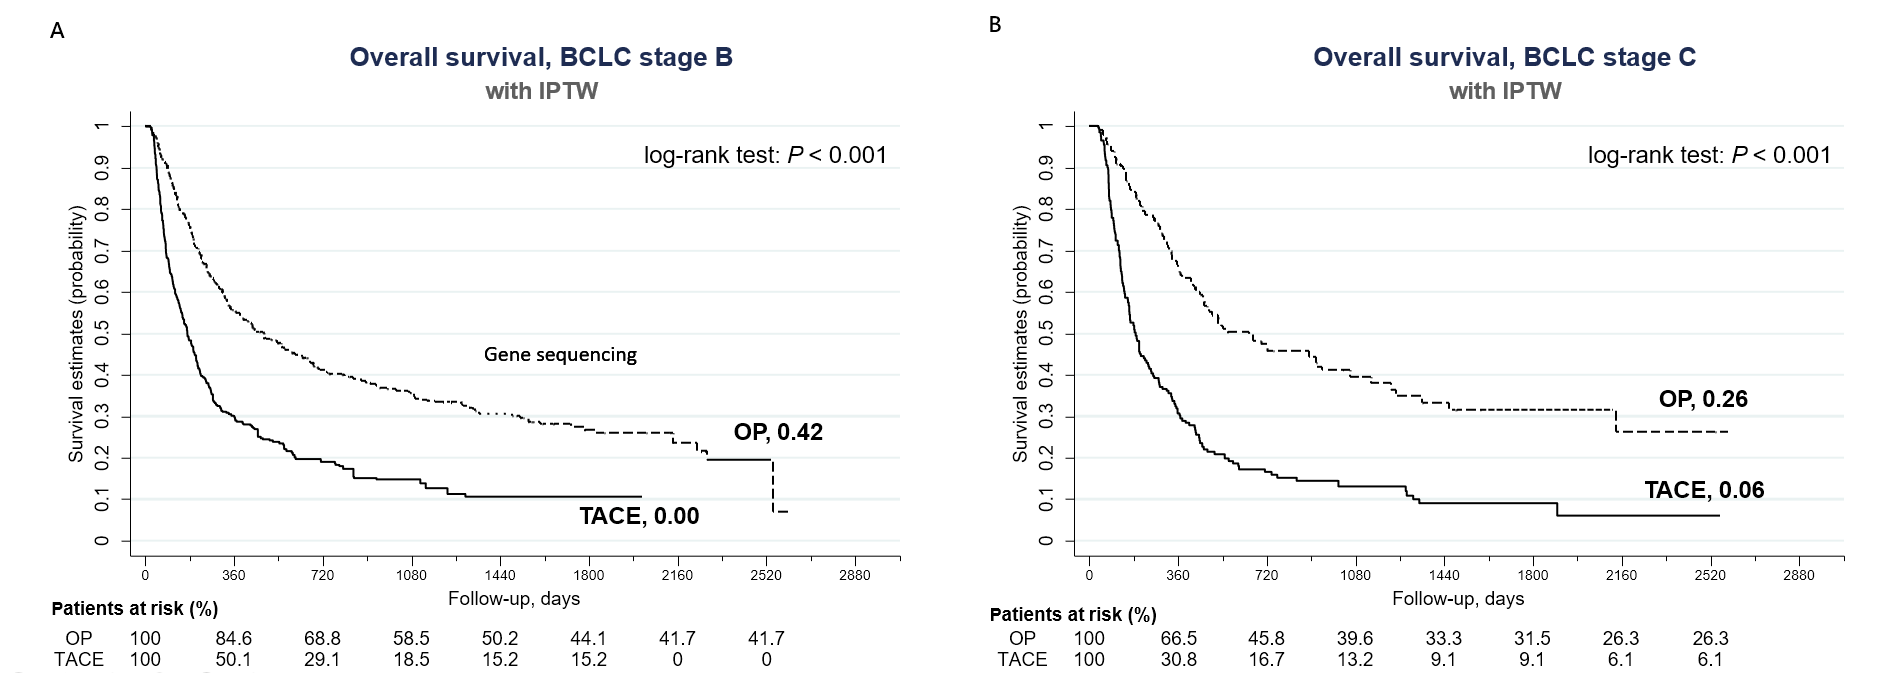 A
Overall survival, BCLC stage B
with IPTW
log-rank test: P < 0.001
Survival estimates (probability)
1
0.9
0.8
0.7
0.6
0.5
0.4
0.3
0.2
0.1
0
Gene sequencing
OP, 0.42
TACE, 0.00
0 360 720 1080 1440 1800 2160 2520 2880
Follow-up, days
Patients at risk (%)
OP 100 84.6 68.8 58.5 50.2 44.1 41.7 41.7
TACE 100 50.1 29.1 18.5 15.2 15.2 0 0
B
Overall survival, BCLC stage C
with IPTW
log-rank test: P < 0.001
Survival estimates (probability)
1
0.9
0.8
0.7
0.6
0.5
0.4
0.3
0.2
0.1
0
OP, 0.26
TACE, 0.06
0 360 720 1080 1440 1800 2160 2520 2880
Follow-up, days
Patients at risk (%)
OP 100 66.5 45.8 39.6 33.3 31.5 26.3 26.3
TACE 100 30.8 16.7 13.2 9.1 9.1 6.1 6.1